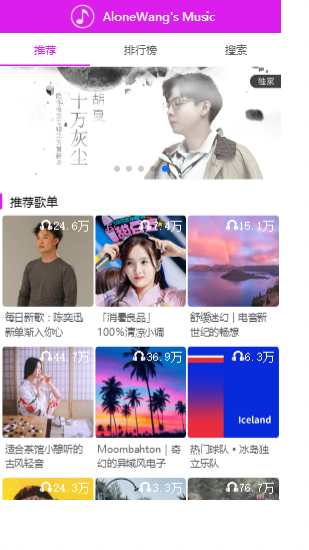 AloneWang's Music
推荐
排行榜
搜索
独家
胡夏
十万灰尘
推荐歌单
24.6万
7.4万
15.1万
每日新歌：陈奕迅
新单渐入你心
「消暑良品」
100%清凉小调
舒缓迷幻｜电音新
世纪的畅想
44.7万
36.9万
6.3万
Iceland
适合茶馆小酿听的
古风轻音
Moombahton｜奇
幻的异域风电子
热门球队·冰岛独
立乐队
24.3万
3.3万
76.7万